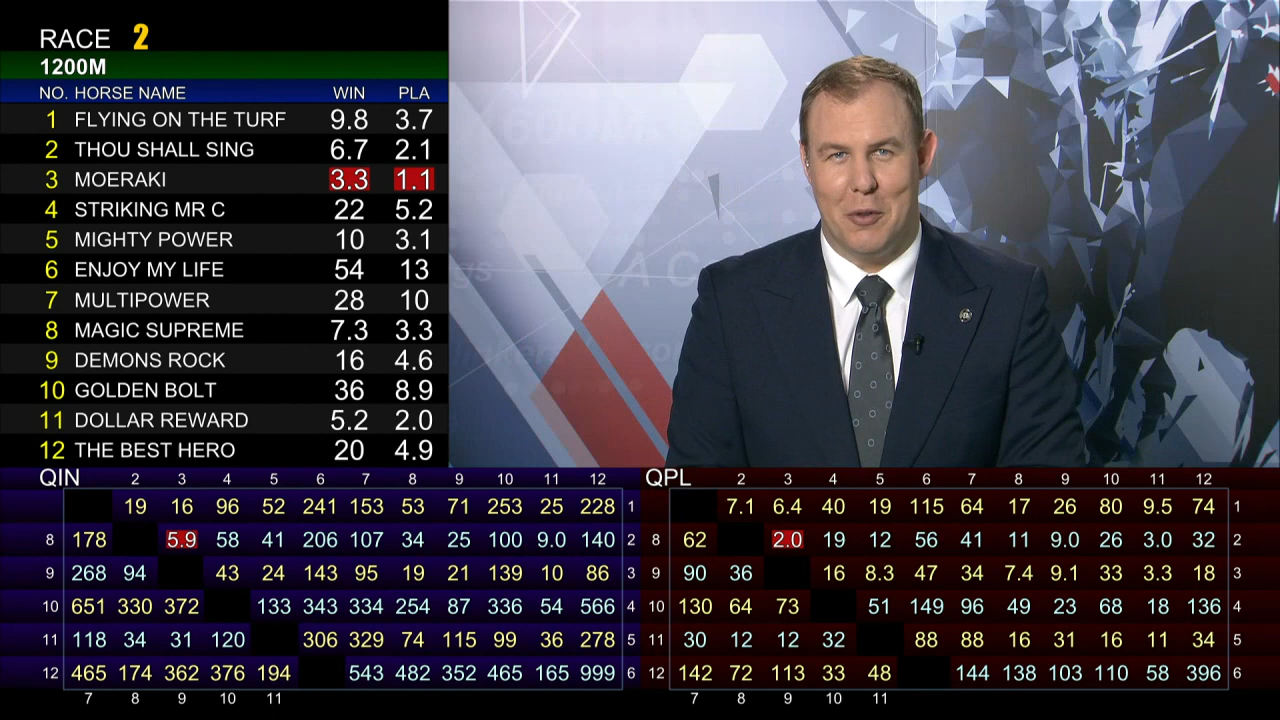 RACE 2
1200M
NO. HORSE NAME WIN PLA
1 FLYING ON THE TURF 9.8 3.7
2 THOU SHALL SING 6.7 2.1
3 MOERAKI 3.3 1.1
4 STRIKING MR C 22 5.2
5 MIGHTY POWER 10 3.1
6 ENJOY MY LIFE 54 13
7 MULTIPOWER 28 10
8 MAGIC SUPREME 7.3 3.3
9 DEMONS ROCK 16 4.6
10 GOLDEN BOLT 36 8.9
11 DOLLAR REWARD 5.2 2.0
12 THE BEST HERO 20 4.9
QIN 2 3 4 5 6 7 8 9 10 11 12
19 16 96 52 241 153 53 71 253 25 228 1
8 178 5.9 58 41 206 107 34 25 100 9.0 140 2
9 268 94 43 24 143 95 19 21 139 10 86 3
10 651 330 372 133 343 334 254 87 336 54 566 4
11 118 34 31 120 306 329 74 115 99 36 278 5
12 465 174 362 376 194 543 482 352 465 165 999 6
7 8 9 10 11
QPL 2 3 4 5 6 7 8 9 10 11 12
7.1 6.4 40 19 115 64 17 26 80 9.5 74 1
8 62 2.0 19 12 56 41 11 9.0 26 3.0 32 2
9 90 36 16 8.3 47 34 7.4 9.1 33 3.3 18 3
10 130 64 73 51 149 96 49 23 68 18 136 4
11 30 12 12 32 88 88 16 31 16 11 34 5
12 142 72 113 33 48 144 138 103 110 58 396 6
7 8 9 10 11